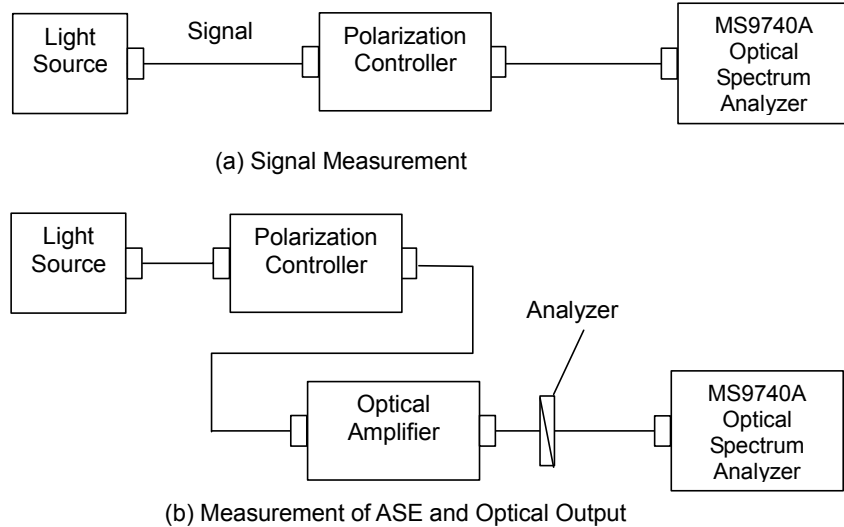 Light
Source
Signal
Polarization
Controller
MS9740A
Optical
Spectrum
Analyzer
(a) Signal Measurement
Light
Source
Polarization
Controller
Analyzer
Optical
Amplifier
MS9740A
Optical
Spectrum
Analyzer
(b) Measurement of ASE and Optical Output